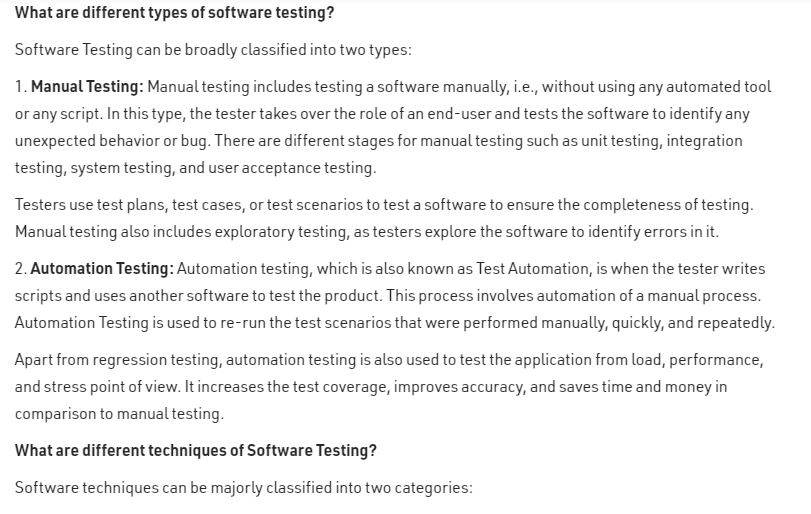 What are different types of software testing?
Software Testing can be broadly classified into two types:
1. Manual Testing: Manual testing includes testing a software manually, i.e., without using any automated tool
or any script. In this type, the tester takes over the role of an end-user and tests the software to identify any
unexpected behavior or bug. There are different stages for manual testing such as unit testing, integration
testing, system testing, and user acceptance testing.
Testers use test plans, test cases, or test scenarios to test a software to ensure the completeness of testing.
Manual testing also includes exploratory testing, as testers explore the software to identify errors in it.
2. Automation Testing: Automation testing, which is also known as Test Automation, is when the tester writes
scripts and uses another software to test the product. This process involves automation of a manual process.
Automation Testing is used to re-run the test scenarios that were performed manually, quickly, and repeatedly.
Apart from regression testing, automation testing is also used to test the application from load, performance,
and stress point of view. It increases the test coverage, improves accuracy, and saves time and money in
comparison to manual testing.
What are different techniques of Software Testing?
Software techniques can be majorly classified into two categories: